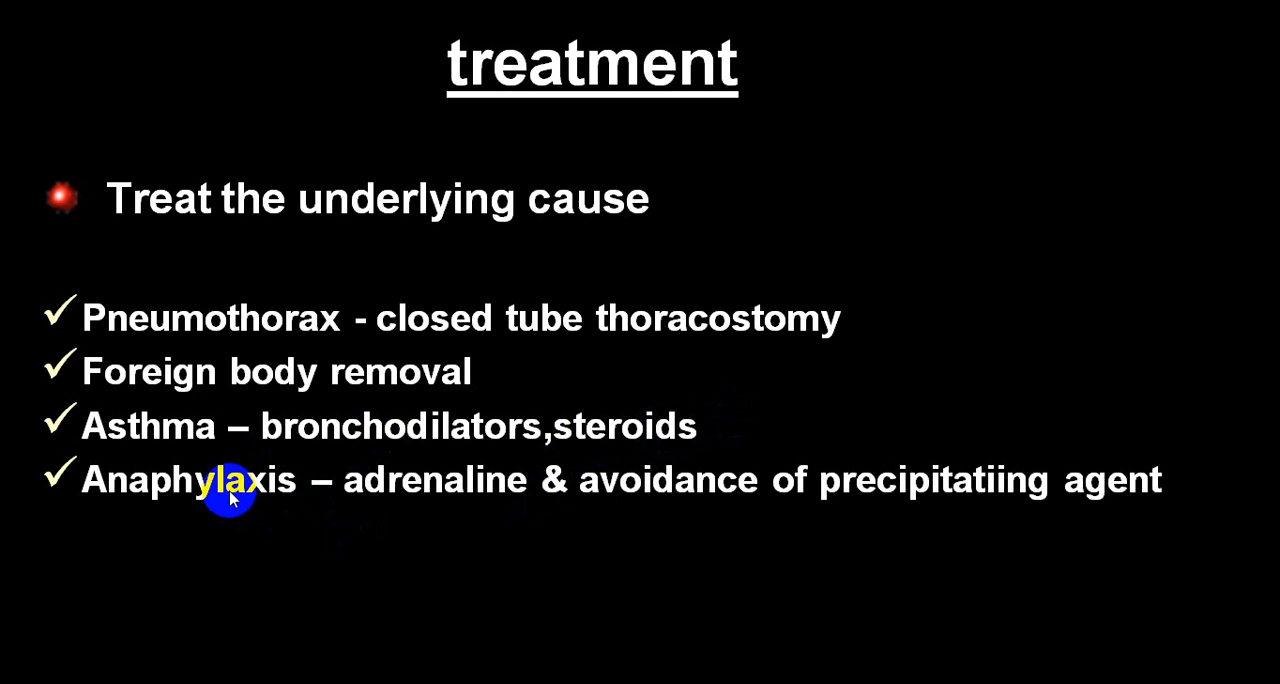 treatment
Treat the underlying cause
Pneumothorax - closed tube thoracostomy
Foreign body removal
Asthma – bronchodilators,steroids
Anaphylaxis – adrenaline & avoidance of precipitatiing agent